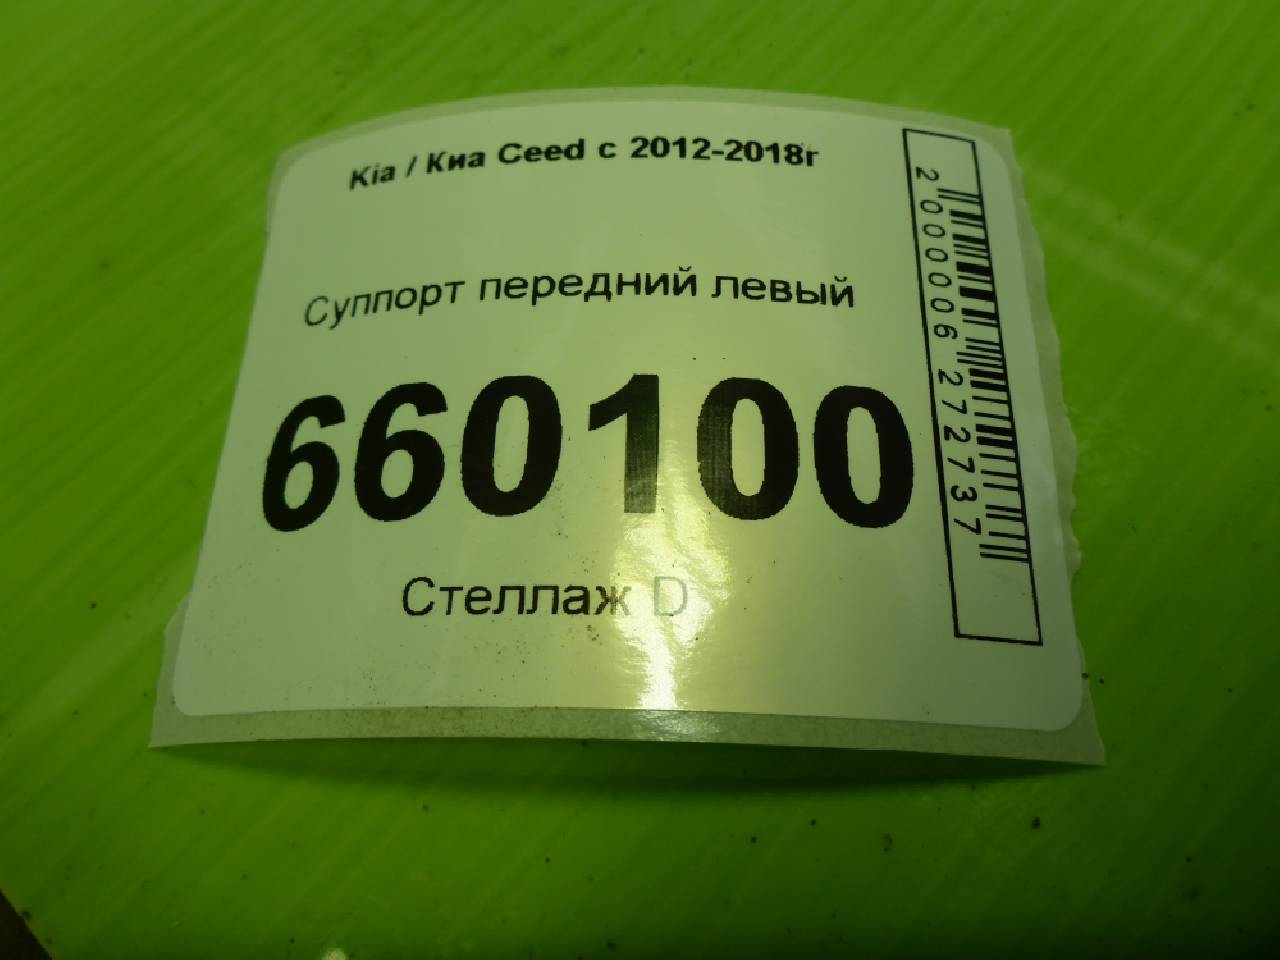 Kia / Киа Ceed с 2012-2018г
Суппорт передний левый
660100
Стеллаж D
2000006272737